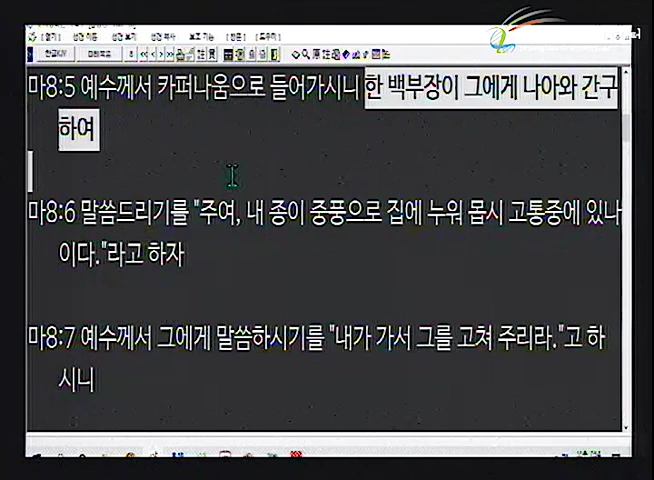 한글KJV
마8:5 예수께서 카퍼나움으로 들어가시니 한 백부장이 그에게 나아와 간구
하여
마8:6 말씀드리기를 "주여, 내 종이 중풍으로 집에 누워 몹시 고통중에 있나
이다."라고 하자
마8:7 예수께서 그에게 말씀하시기를 "내가 가서 그를 고쳐 주리라."고 하
시니